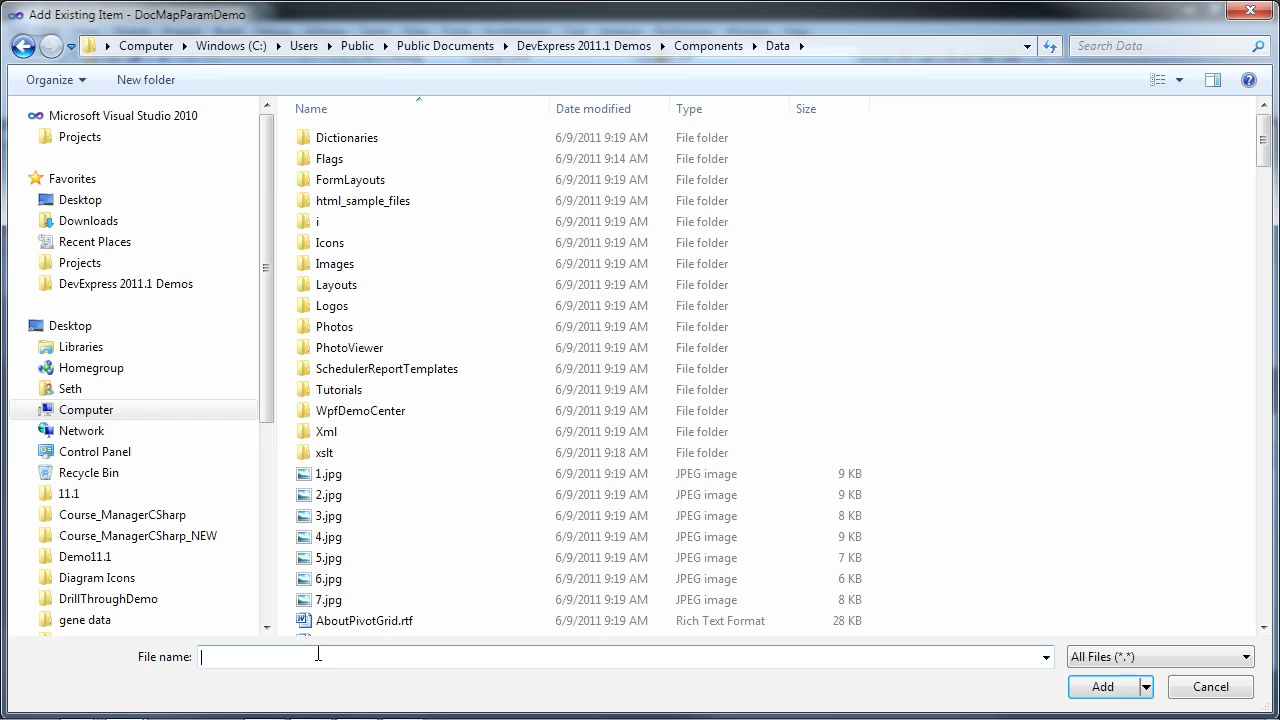 Add Existing Item - DocMapParamDemo
Computer Windows (C:) Users Public Public Documents DevExpress 2011.1 Demos Components Data
Search Data
Organize New folder
Name Date modified Type Size
Microsoft Visual Studio 2010
Projects
Favorites
Desktop
Downloads
Recent Places
Projects
DevExpress 2011.1 Demos
Desktop
Libraries
Homegroup
Seth
Computer
Network
Control Panel
Recycle Bin
11.1
Course_ManagerCSharp
Course_ManagerCSharp_NEW
Demo11.1
Diagram Icons
DrillThroughDemo
gene data
Dictionaries 6/9/2011 9:19 AM File folder
Flags 6/9/2011 9:14 AM File folder
FormLayouts 6/9/2011 9:19 AM File folder
html_sample_files 6/9/2011 9:19 AM File folder
i 6/9/2011 9:19 AM File folder
Icons 6/9/2011 9:19 AM File folder
Images 6/9/2011 9:19 AM File folder
Layouts 6/9/2011 9:19 AM File folder
Logos 6/9/2011 9:19 AM File folder
Photos 6/9/2011 9:19 AM File folder
PhotoViewer 6/9/2011 9:19 AM File folder
SchedulerReportTemplates 6/9/2011 9:19 AM File folder
Tutorials 6/9/2011 9:19 AM File folder
WpfDemoCenter 6/9/2011 9:19 AM File folder
Xml 6/9/2011 9:19 AM File folder
xslt 6/9/2011 9:18 AM File folder
1.jpg 6/9/2011 9:19 AM JPEG image 9 KB
2.jpg 6/9/2011 9:19 AM JPEG image 9 KB
3.jpg 6/9/2011 9:19 AM JPEG image 8 KB
4.jpg 6/9/2011 9:19 AM JPEG image 9 KB
5.jpg 6/9/2011 9:19 AM JPEG image 7 KB
6.jpg 6/9/2011 9:19 AM JPEG image 6 KB
7.jpg 6/9/2011 9:19 AM JPEG image 8 KB
AboutPivotGrid.rtf 6/9/2011 9:19 AM Rich Text Format 28 KB
File name:
All Files (*.*)
Add Cancel